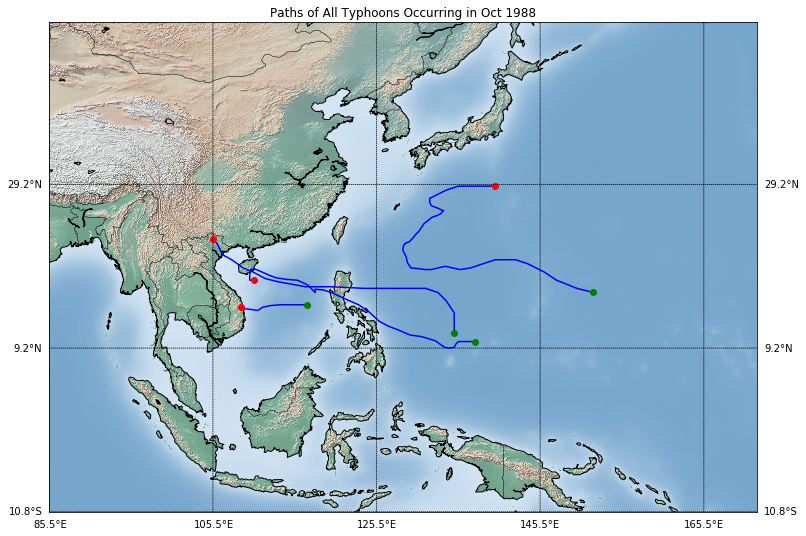 Paths of All Typhoons Occurring in Oct 1988
29.2°N 29.2°N
9.2°N 9.2°N
10.8°S 10.8°S
85.5°E 105.5°E 125.5°E 145.5°E 165.5°E